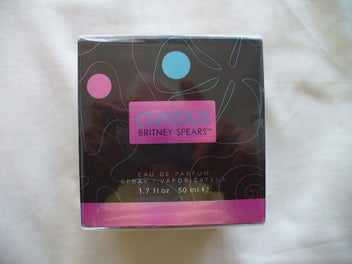 curious
BRITNEY SPEARS™
EAU DE PARFUM
SPRAY / VAPORISATEUR
1.7 fl oz 50 ml ℮